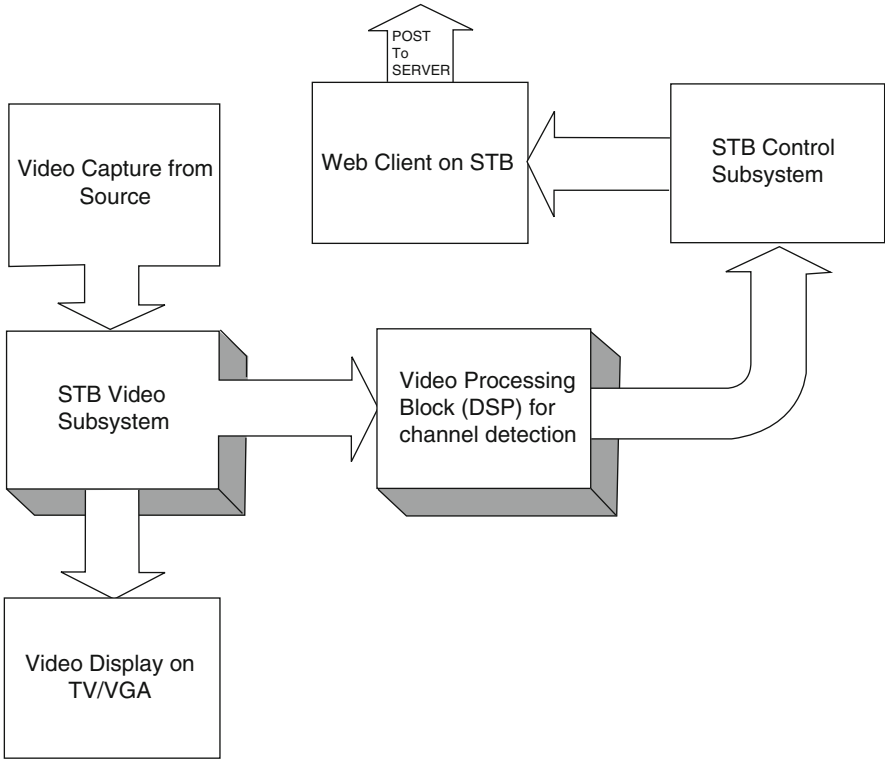 POST
To
SERVER
Video Capture from
Source
Web Client on STB
STB Control
Subsystem
STB Video
Subsystem
Video Processing
Block (DSP) for
channel detection
Video Display on
TV/VGA